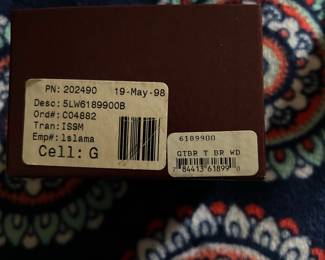 PN: 202490 19-May-98
Desc: 5LW6189900B
Ord#: C04882
Tran: ISSM
Emp#: lslama
Cell: G
6189900
GTBR T BR WD
7 84413 61899 0